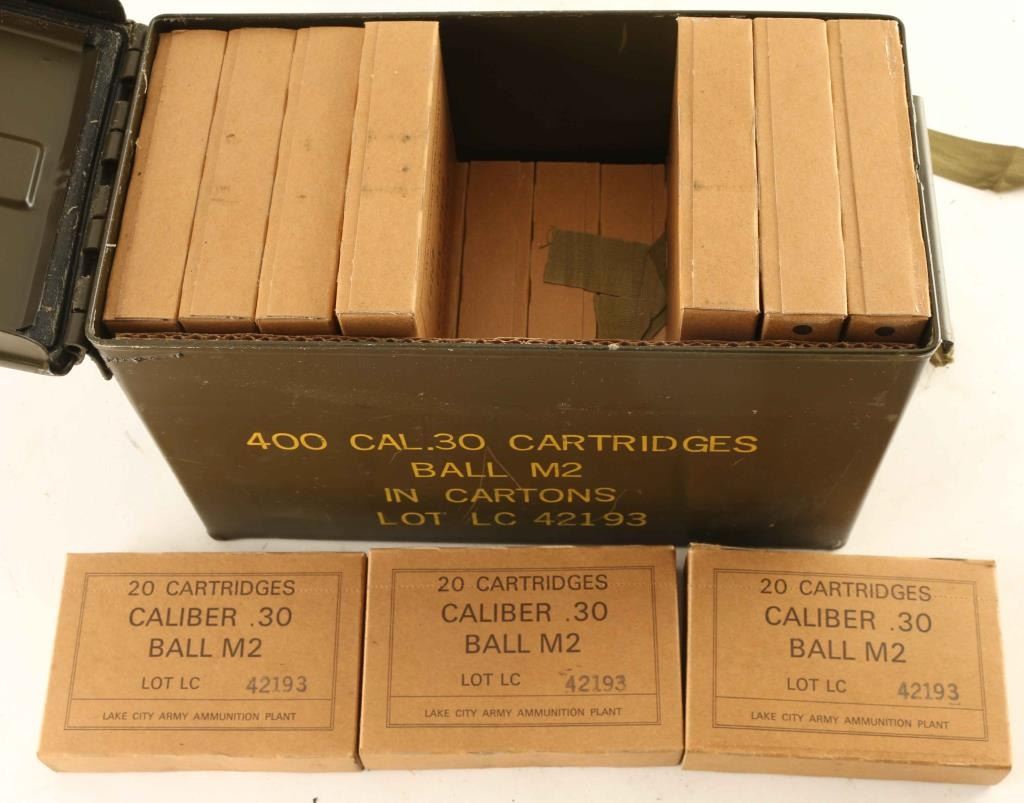 400 CAL.30 CARTRIDGES
BALL M2
IN CARTONS
LOT LC 42193
20 CARTRIDGES
CALIBER .30
BALL M2
LOT LC 42193
LAKE CITY ARMY AMMUNITION PLANT
20 CARTRIDGES
CALIBER .30
BALL M2
LOT LC 42193
LAKE CITY ARMY AMMUNITION PLANT
20 CARTRIDGES
CALIBER .30
BALL M2
LOT LC 42193
LAKE CITY ARMY AMMUNITION PLANT